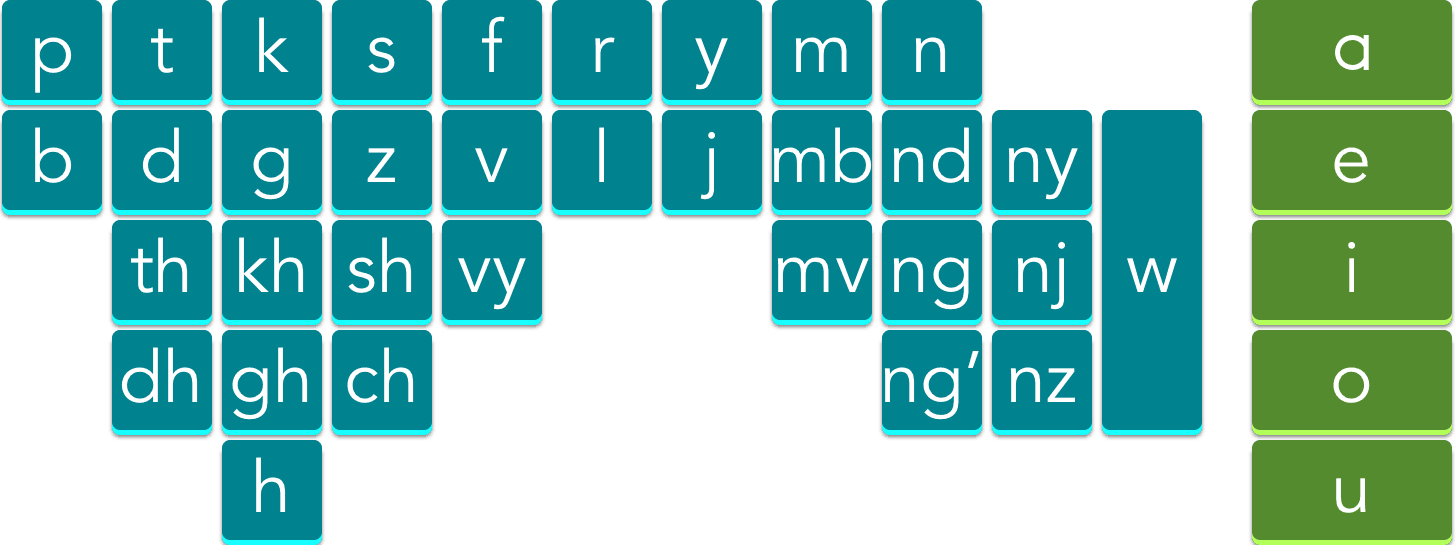 p t k s f r y m n a
b d g z v l j mb nd ny e
th kh sh vy mv ng nj w i
dh gh ch ng’ nz o
h u